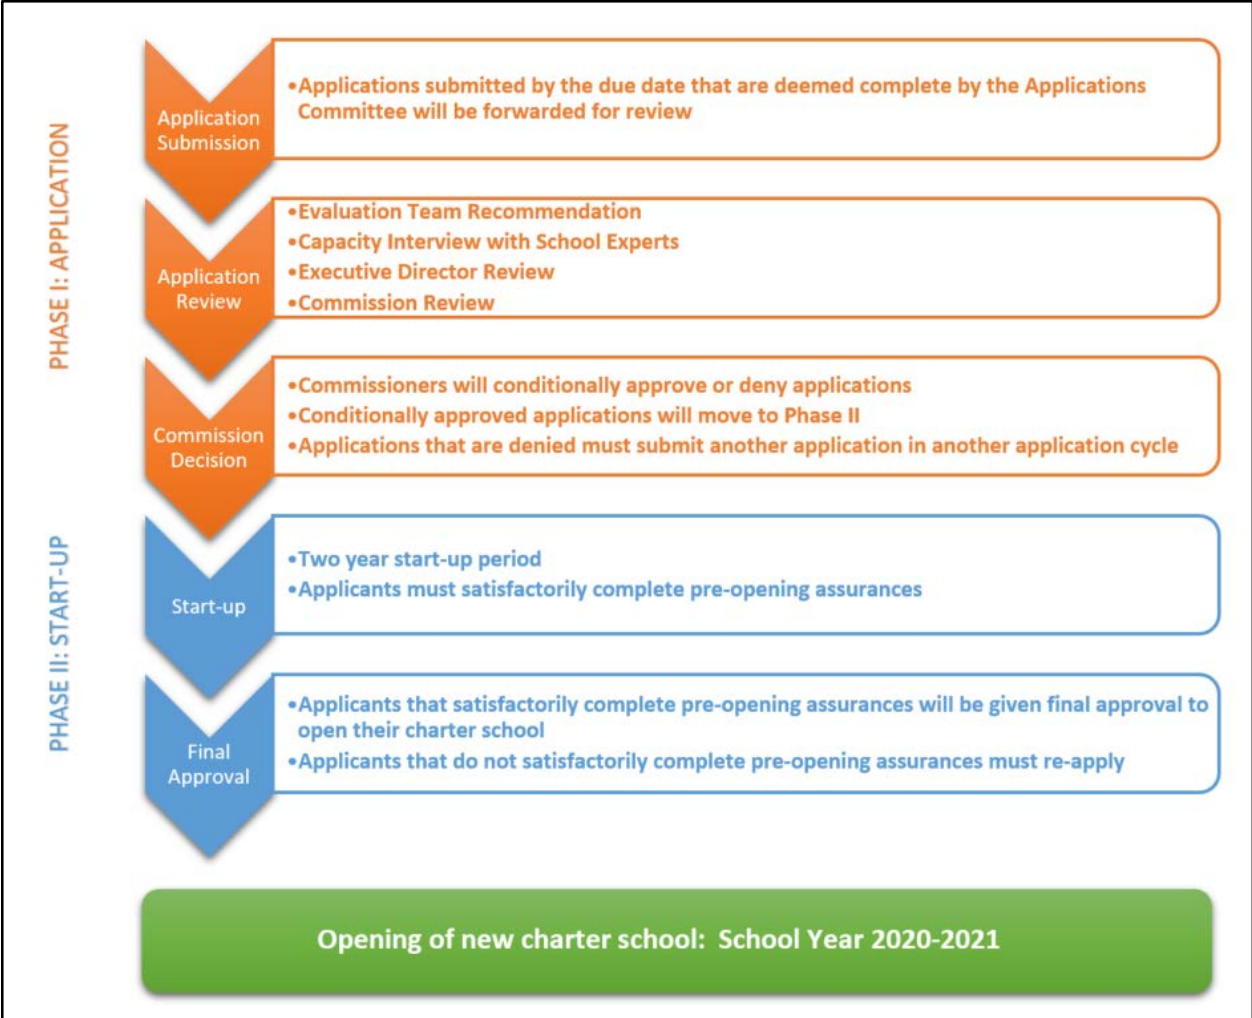 PHASE I: APPLICATION
Application
Submission
•Applications submitted by the due date that are deemed complete by the Applications
Committee will be forwarded for review
Application
Review
•Evaluation Team Recommendation
•Capacity Interview with School Experts
•Executive Director Review
•Commission Review
Commission
Decision
•Commissioners will conditionally approve or deny applications
•Conditionally approved applications will move to Phase II
•Applications that are denied must submit another application in another application cycle
PHASE II: START-UP
Start-up
•Two year start-up period
•Applicants must satisfactorily complete pre-opening assurances
Final
Approval
•Applicants that satisfactorily complete pre-opening assurances will be given final approval to
open their charter school
•Applicants that do not satisfactorily complete pre-opening assurances must re-apply
Opening of new charter school: School Year 2020-2021